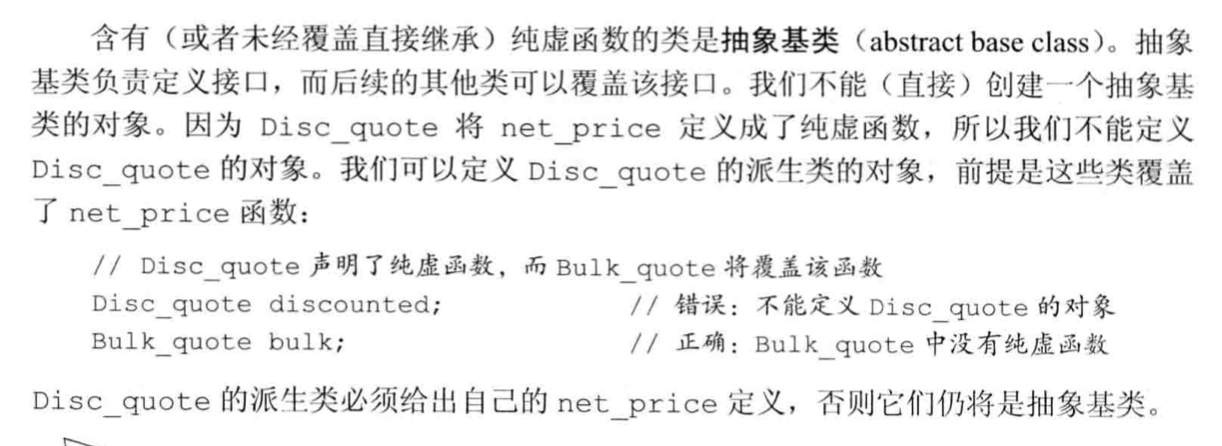 含有（或者未经覆盖直接继承）纯虚函数的类是抽象基类（abstract base class）。抽象
基类负责定义接口，而后续的其他类可以覆盖该接口。我们不能（直接）创建一个抽象基
类的对象。因为 Disc_quote 将 net_price 定义成了纯虚函数，所以我们不能定义
Disc_quote 的对象。我们可以定义 Disc_quote 的派生类的对象，前提是这些类覆盖
了 net_price 函数：
// Disc_quote 声明了纯虚函数，而 Bulk_quote 将覆盖该函数
Disc_quote discounted; // 错误：不能定义 Disc_quote 的对象
Bulk_quote bulk; // 正确：Bulk_quote 中没有纯虚函数
Disc_quote 的派生类必须给出自己的 net_price 定义，否则它们仍将是抽象基类。